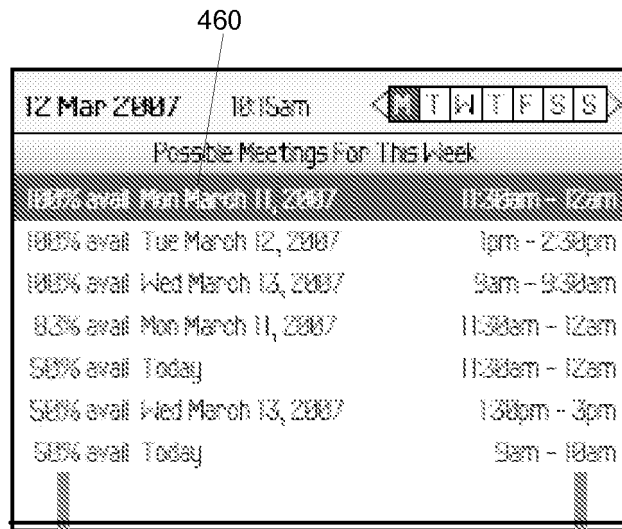 460
12 Mar 2007 10:15am M T W T F S S
Possible Meetings For This Week
100% avail Mon March 11, 2007 11:30am - 12am
100% avail Tue March 12, 2007 1pm - 2:30pm
100% avail Wed March 13, 2007 9am - 9:30am
83% avail Mon March 11, 2007 11:30am - 12am
50% avail Today 11:30am - 12am
50% avail Wed March 13, 2007 1:30pm - 3pm
50% avail Today 9am - 10am